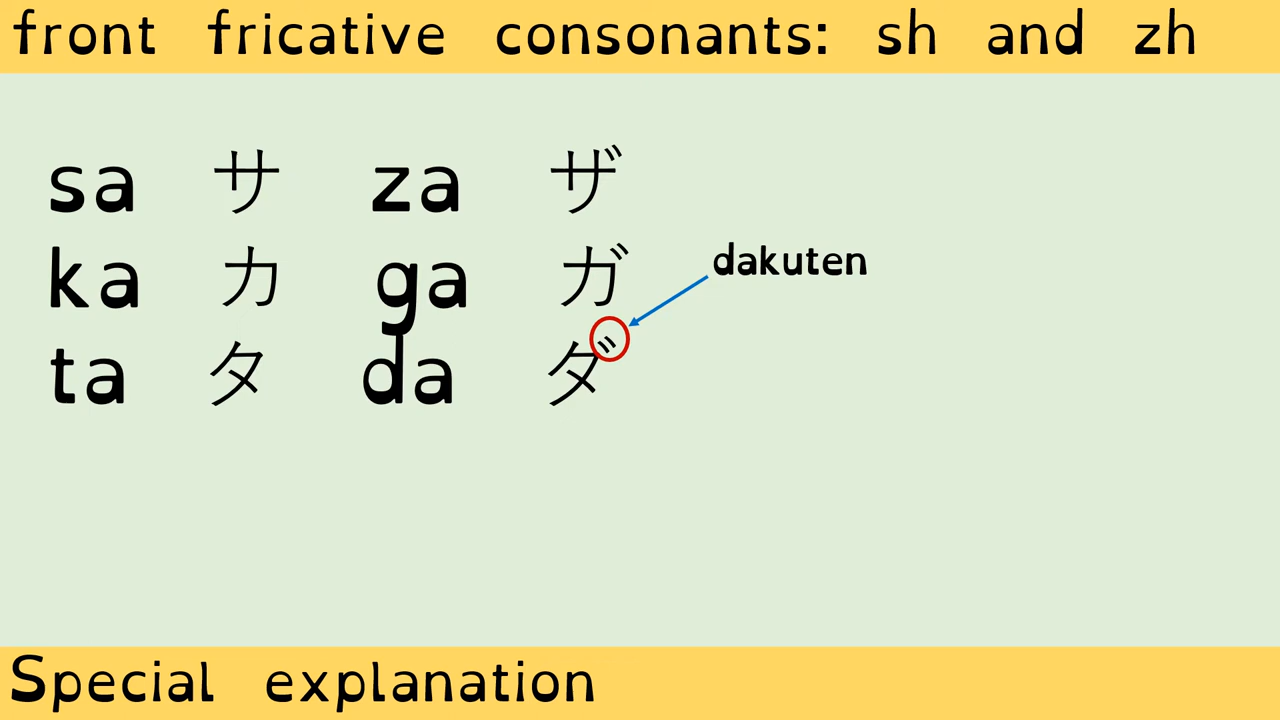 front fricative consonants: sh and zh
sa サ za ザ
ka カ ga ガ
dakuten
ta タ da ダ
Special explanation